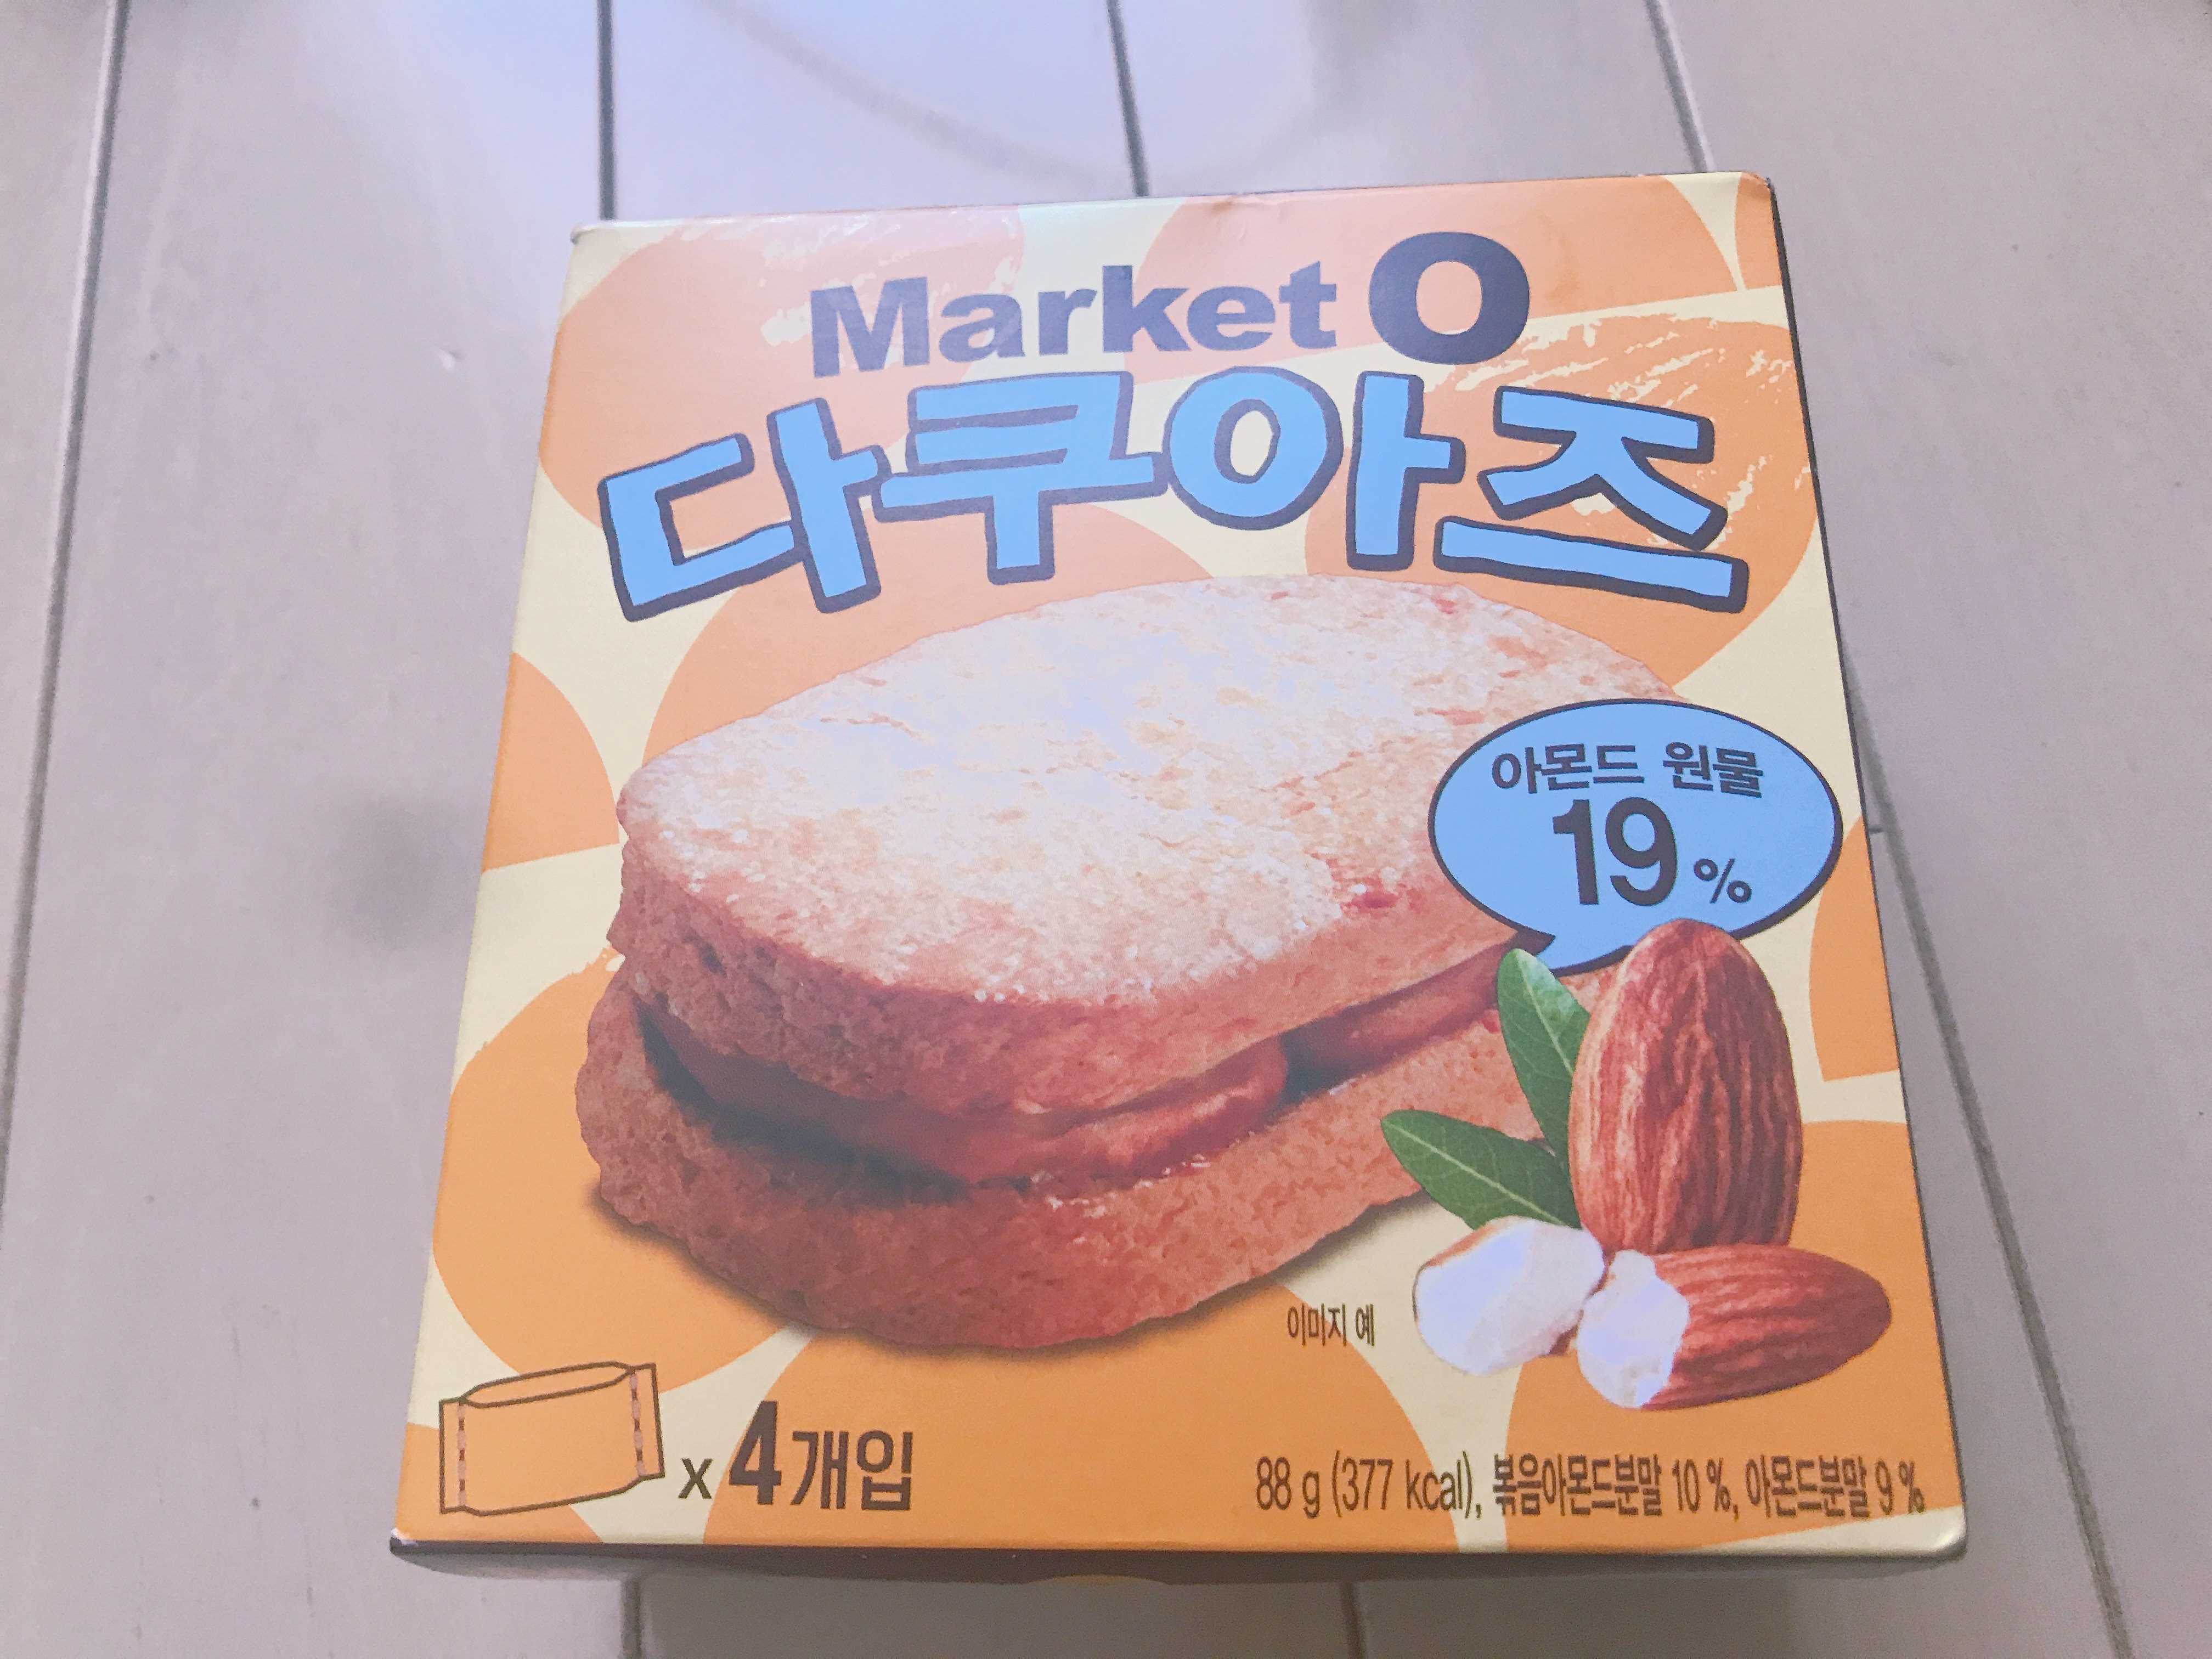 Market O
다쿠아즈
아몬드 원물
19 %
이미지 예
x 4개입
88 g (377 kcal), 볶음아몬드분말 10 %, 아몬드분말 9 %